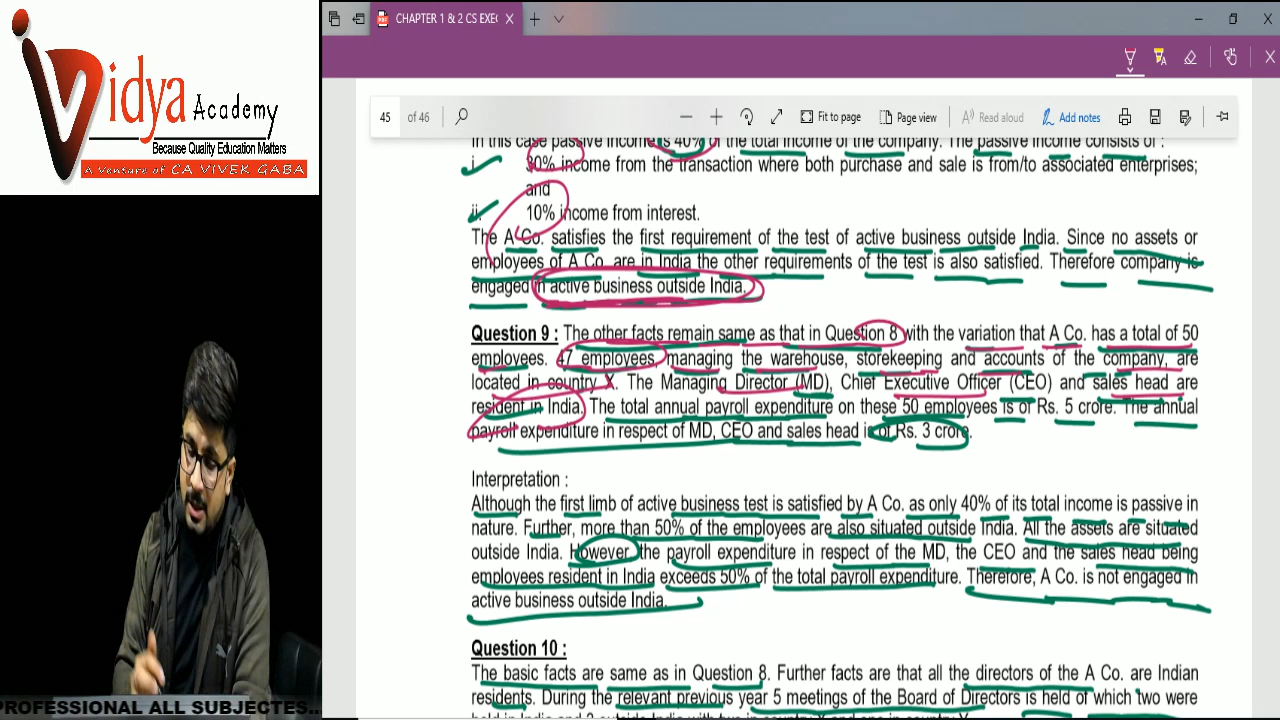 Vidya Academy
Because Quality Education Matters
A Venture of CA VIVEK GABA
CHAPTER 1 & 2 CS EXEC
45 of 46
Fit to page
Page view
Read aloud
Add notes
In this case passive income is 40% of the total income of the company. The passive income consists of :
i. 30% income from the transaction where both purchase and sale is from/to associated enterprises;
and
ii. 10% income from interest.
The A Co. satisfies the first requirement of the test of active business outside India. Since no assets or
employees of A Co. are in India the other requirements of the test is also satisfied. Therefore company is
engaged in active business outside India.
Question 9 : The other facts remain same as that in Question 8 with the variation that A Co. has a total of 50
employees. 47 employees, managing the warehouse, storekeeping and accounts of the company, are
located in country X. The Managing Director (MD), Chief Executive Officer (CEO) and sales head are
resident in India. The total annual payroll expenditure on these 50 employees is of Rs. 5 crore. The annual
payroll expenditure in respect of MD, CEO and sales head is of Rs. 3 crore.
Interpretation :
Although the first limb of active business test is satisfied by A Co. as only 40% of its total income is passive in
nature. Further, more than 50% of the employees are also situated outside India. All the assets are situated
outside India. However, the payroll expenditure in respect of the MD, the CEO and the sales head being
employees resident in India exceeds 50% of the total payroll expenditure. Therefore, A Co. is not engaged in
active business outside India.
Question 10 :
The basic facts are same as in Question 8. Further facts are that all the directors of the A Co. are Indian
residents. During the relevant previous year 5 meetings of the Board of Directors is held of which two were
held in India and 3 outside India with two in country X and one in country Y.
PROFESSIONAL ALL SUBJECTES...